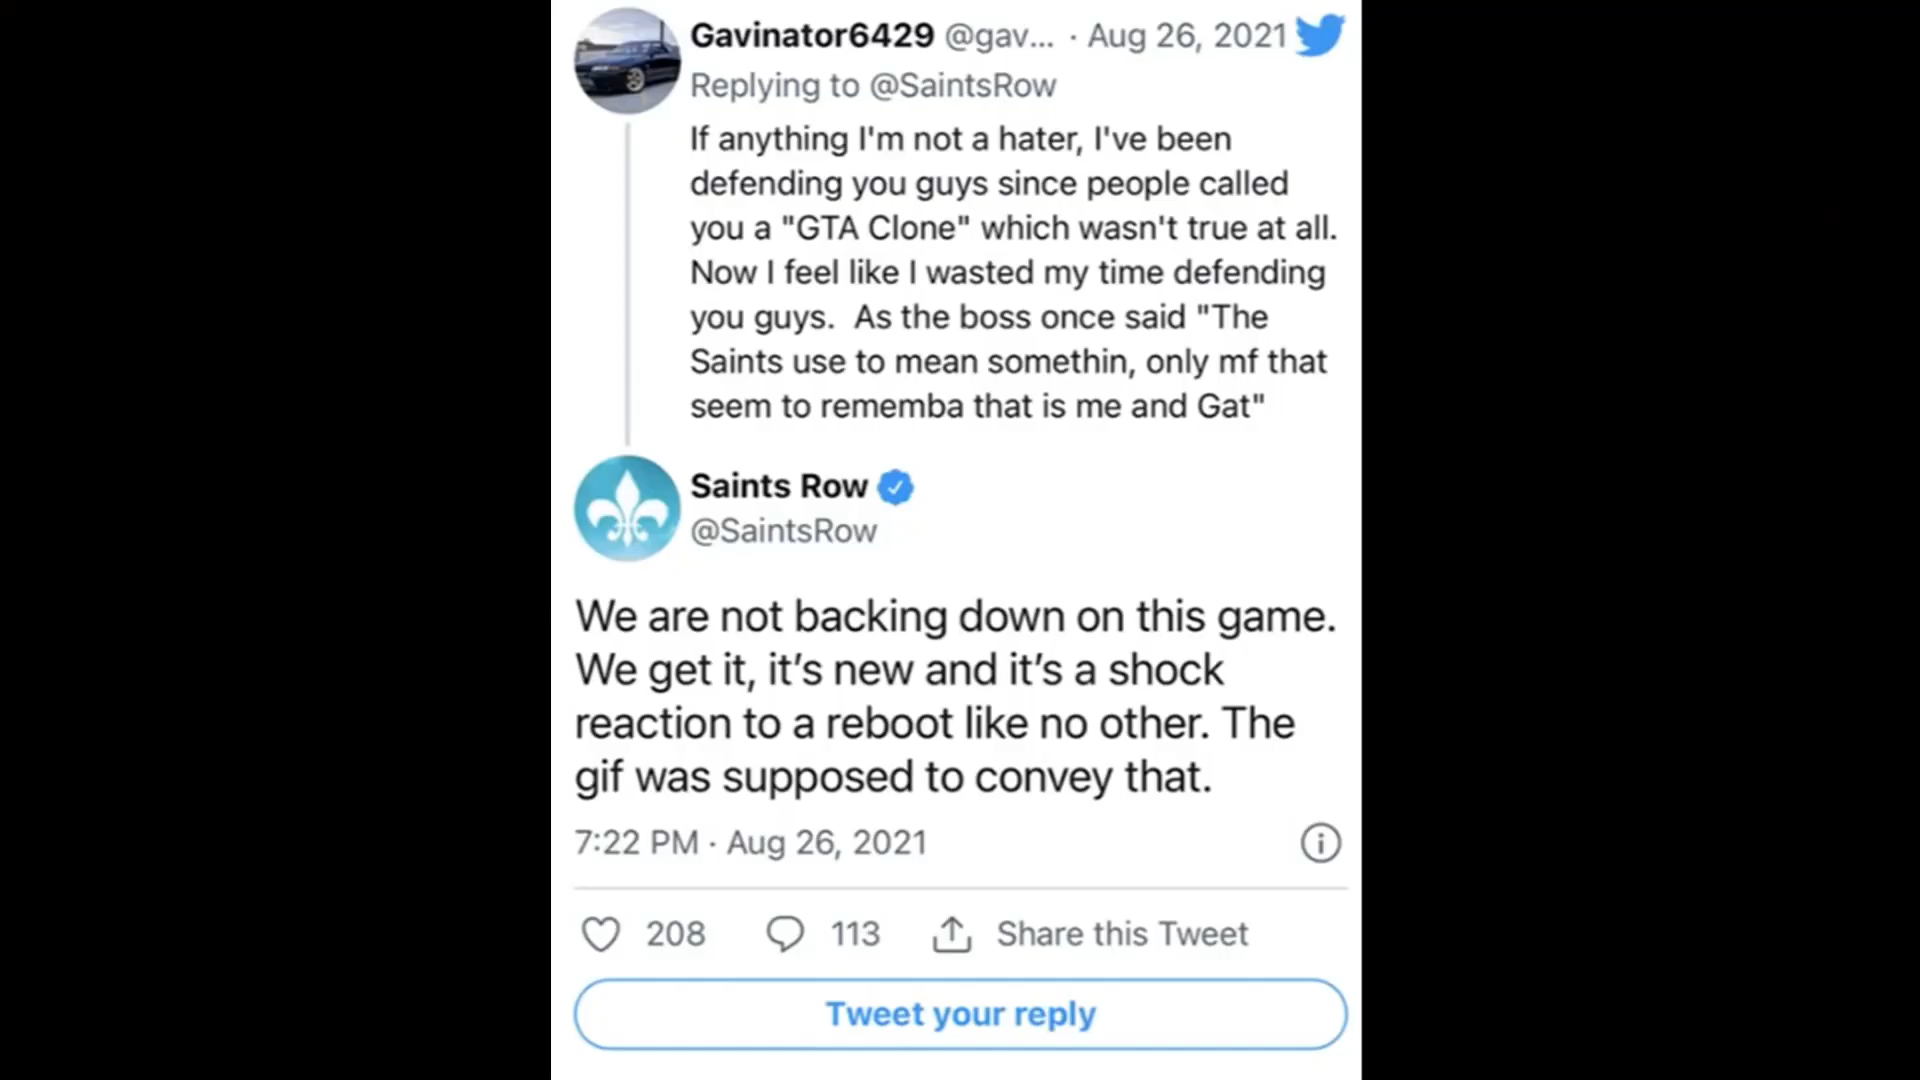 Gavinator6429 @gav... · Aug 26, 2021
Replying to @SaintsRow
If anything I'm not a hater, I've been
defending you guys since people called
you a "GTA Clone" which wasn't true at all.
Now I feel like I wasted my time defending
you guys.  As the boss once said "The
Saints use to mean somethin, only mf that
seem to rememba that is me and Gat"
Saints Row
@SaintsRow
We are not backing down on this game.
We get it, it’s new and it’s a shock
reaction to a reboot like no other. The
gif was supposed to convey that.
7:22 PM · Aug 26, 2021
208 113 Share this Tweet
Tweet your reply